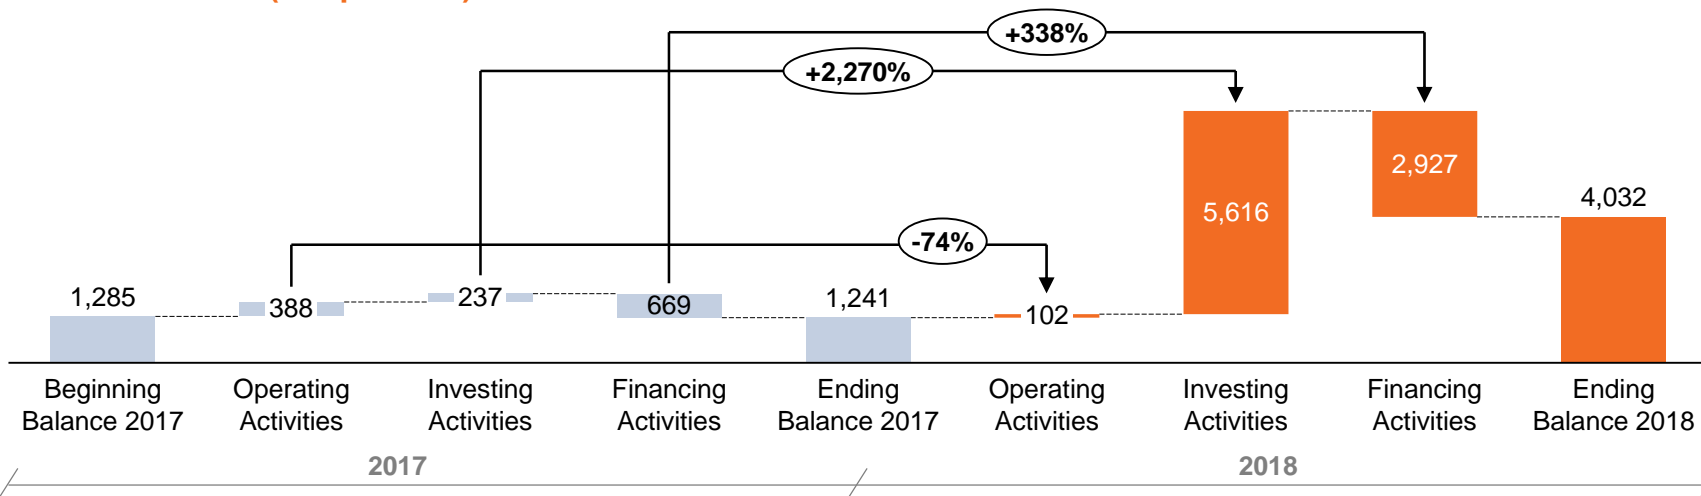 +338%
+2,270%
2,927
5,616
4,032
-74%
1,285
388
237
669
1,241
102
Beginning
Balance 2017
Operating
Activities
Investing
Activities
Financing
Activities
Ending
Balance 2017
Operating
Activities
Investing
Activities
Financing
Activities
Ending
Balance 2018
2017
2018